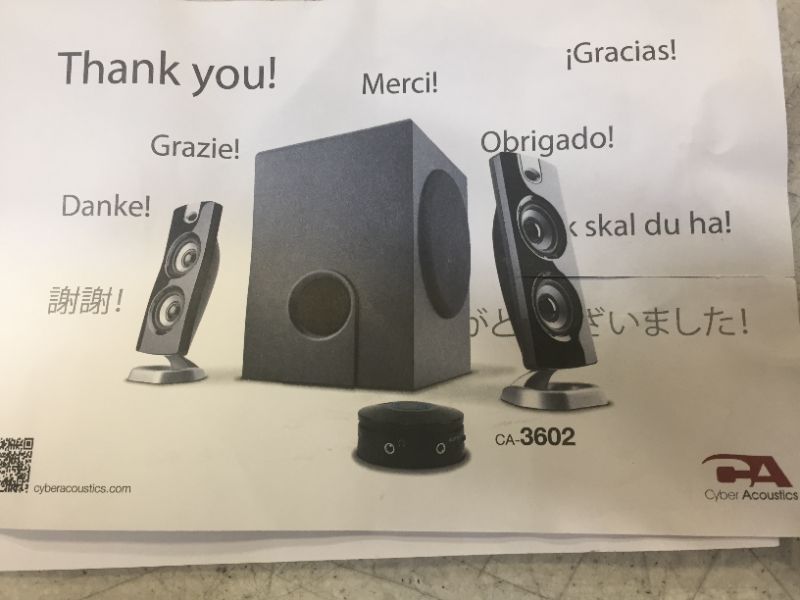 Thank you!
Merci!
¡Gracias!
Grazie!
Obrigado!
Danke!
skal du ha!
謝謝!
ざいました!
CA-3602
cyberacoustics.com
CA
Cyber Acoustics